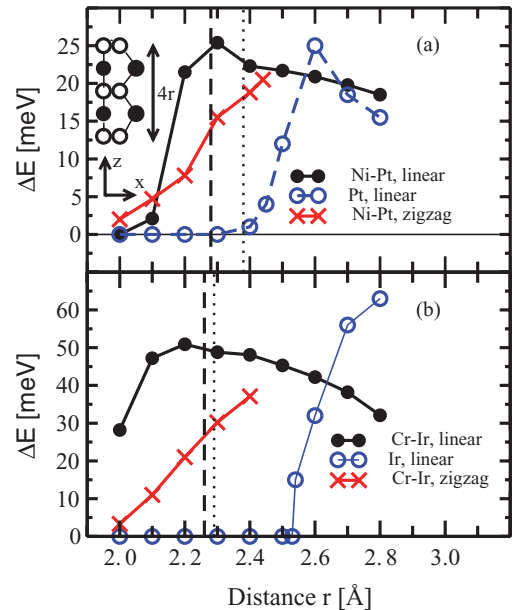 (a)
25
20
15
10
5
0
ΔE [meV]
4r
z
x
Ni-Pt, linear
Pt, linear
Ni-Pt, zigzag
(b)
60
50
40
30
20
10
0
ΔE [meV]
Cr-Ir, linear
Ir, linear
Cr-Ir, zigzag
2.0 2.2 2.4 2.6 2.8 3.0
Distance r [Å]